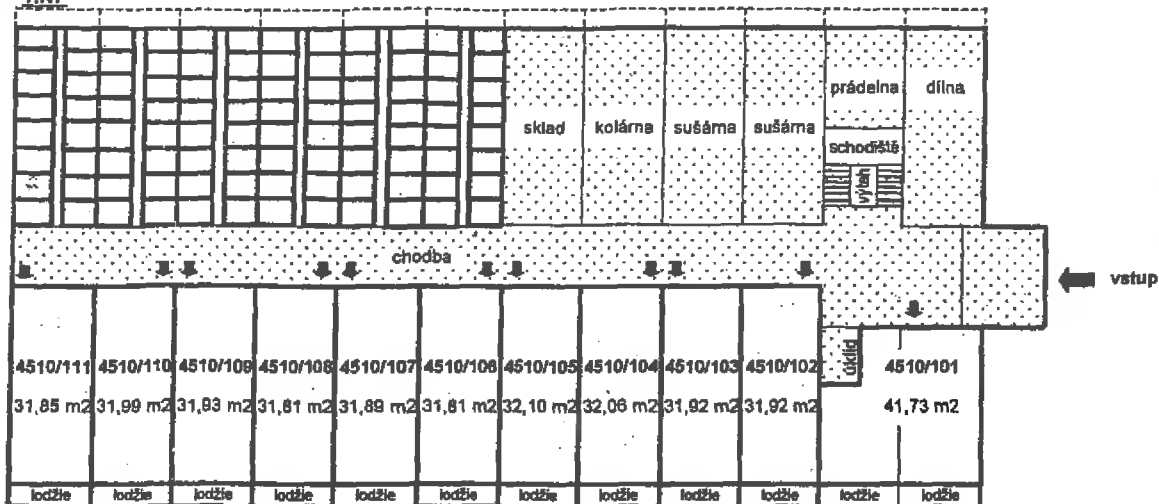 prádelna dílna
sklad kolárna sušárna sušárna
schodiště
výtah
chodba
vstup
úklid
4510/111 4510/110 4510/109 4510/108 4510/107 4510/106 4510/105 4510/104 4510/103 4510/102 4510/101
31,85 m2 31,99 m2 31,93 m2 31,81 m2 31,89 m2 31,81 m2 32,10 m2 32,06 m2 31,92 m2 31,92 m2 41,73 m2
lodžie lodžie lodžie lodžie lodžie lodžie lodžie lodžie lodžie lodžie lodžie lodžie